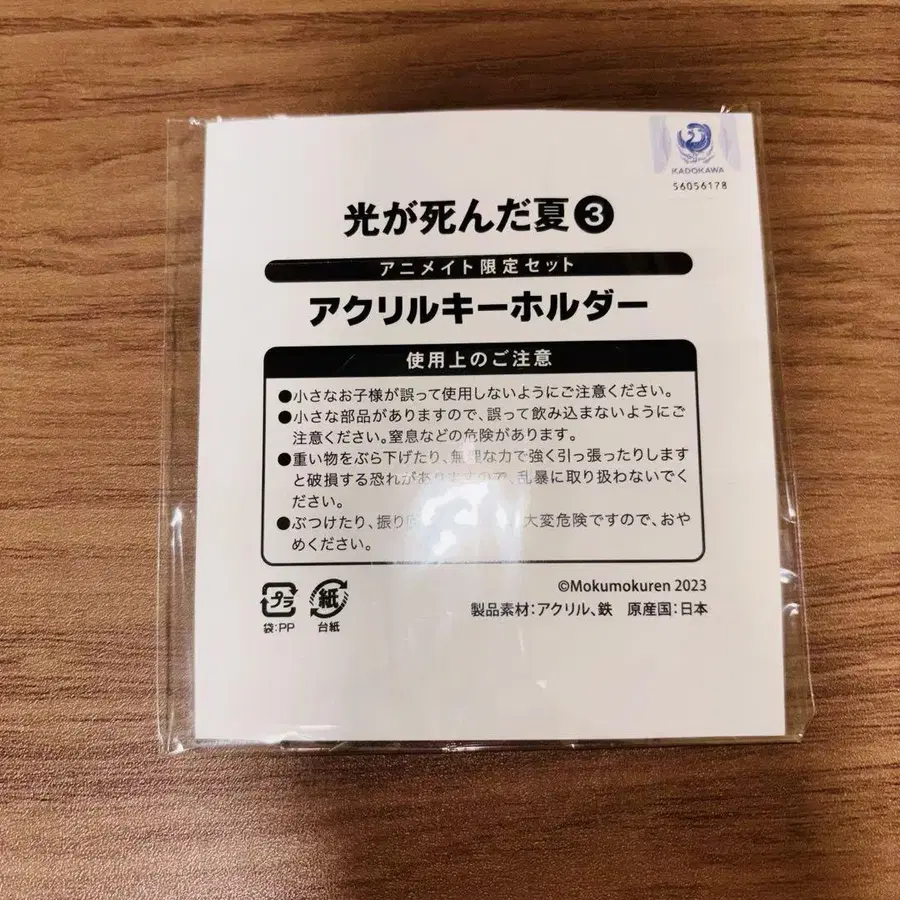 KADOKAWA
56056178
光が死んだ夏❸
アニメイト限定セット
アクリルキーホルダー
使用上のご注意
●小さなお子様が誤って使用しないようにご注意ください。
●小さな部品がありますので、誤って飲み込まないようにご
注意ください。窒息などの危険があります。
●重い物をぶら下げたり、無理な力で強く引っ張ったりします
と破損する恐れがありますので、乱暴に取り扱わないでく
ださい。
●ぶつけたり、振り 大変危険ですので、おや
めください。
©Mokumokuren 2023
製品素材:アクリル、鉄 原産国:日本
プラ 紙
袋:PP 台紙